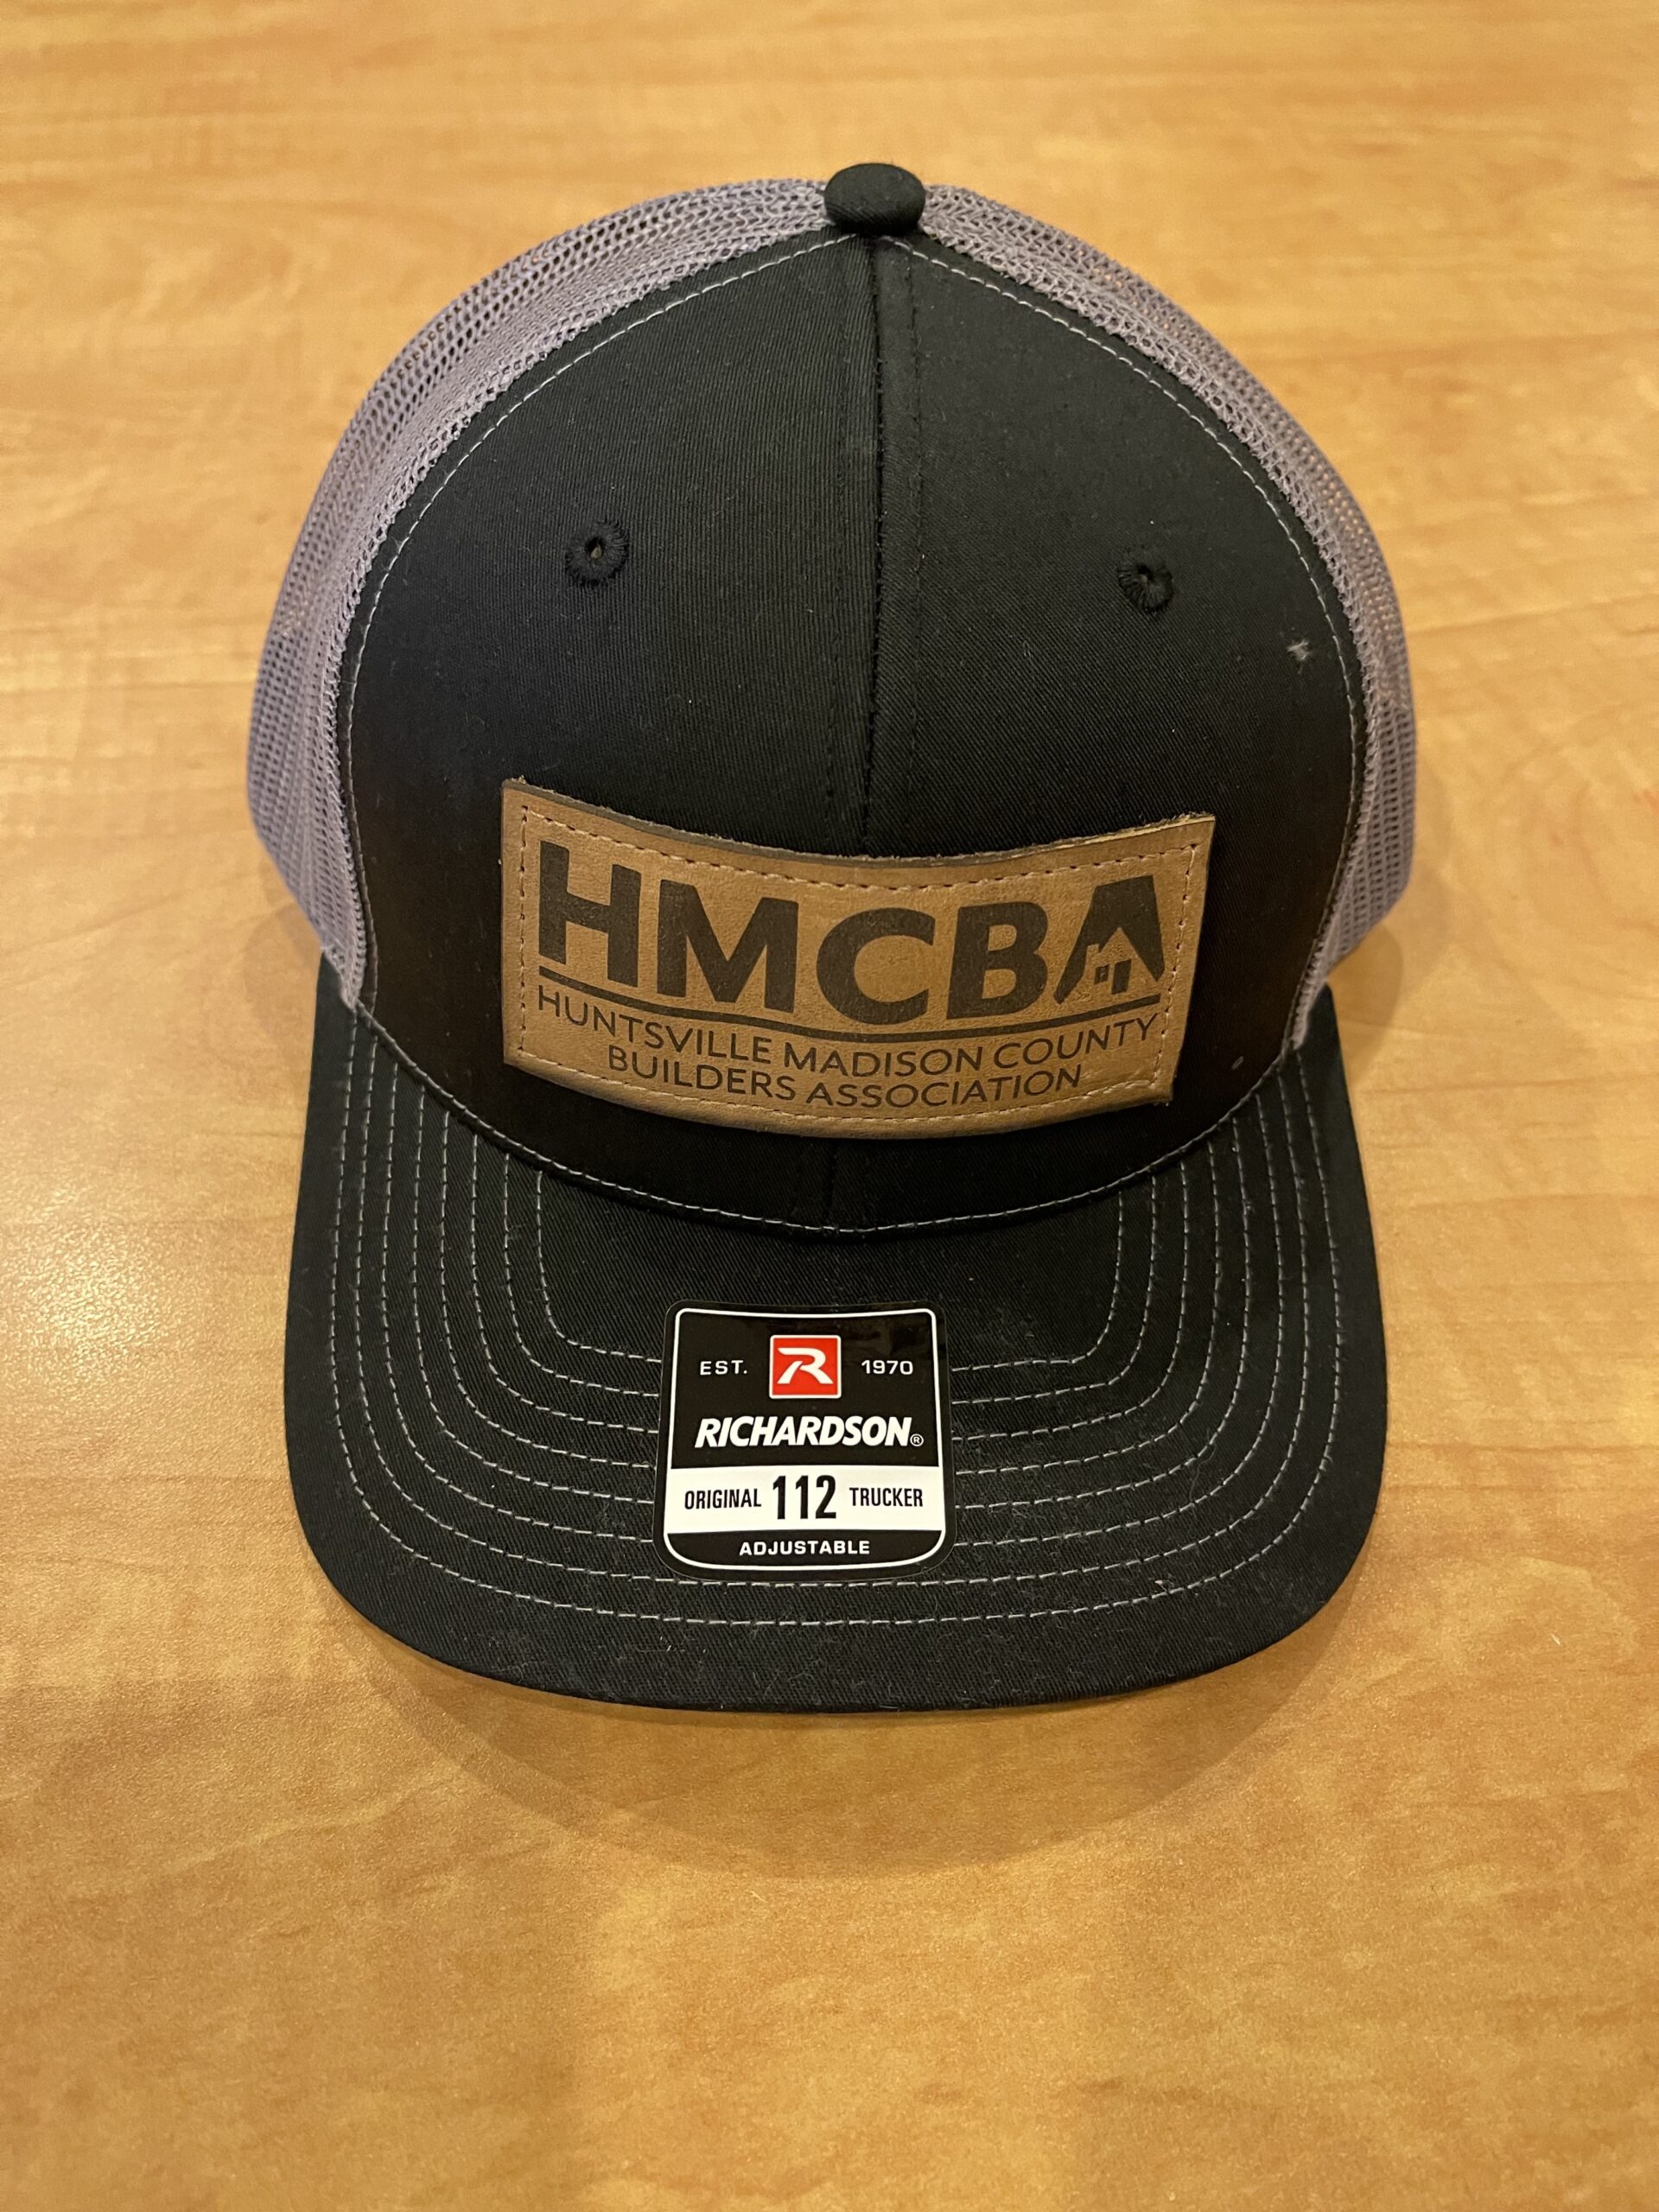 HMCBA
HUNTSVILLE MADISON COUNTY
BUILDERS ASSOCIATION
EST. R 1970
RICHARDSON®
ORIGINAL 112 TRUCKER
ADJUSTABLE